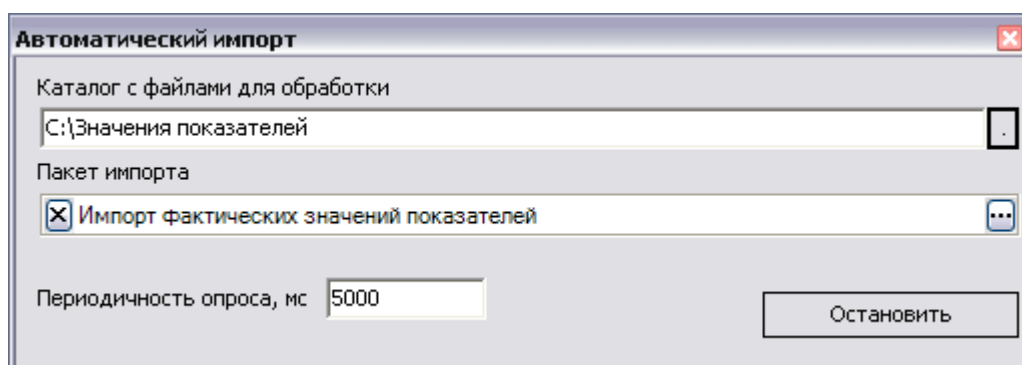 Автоматический импорт
Каталог с файлами для обработки
C:\Значения показателей
.
Пакет импорта
Импорт фактических значений показателей
...
Периодичность опроса, мс 5000
Остановить